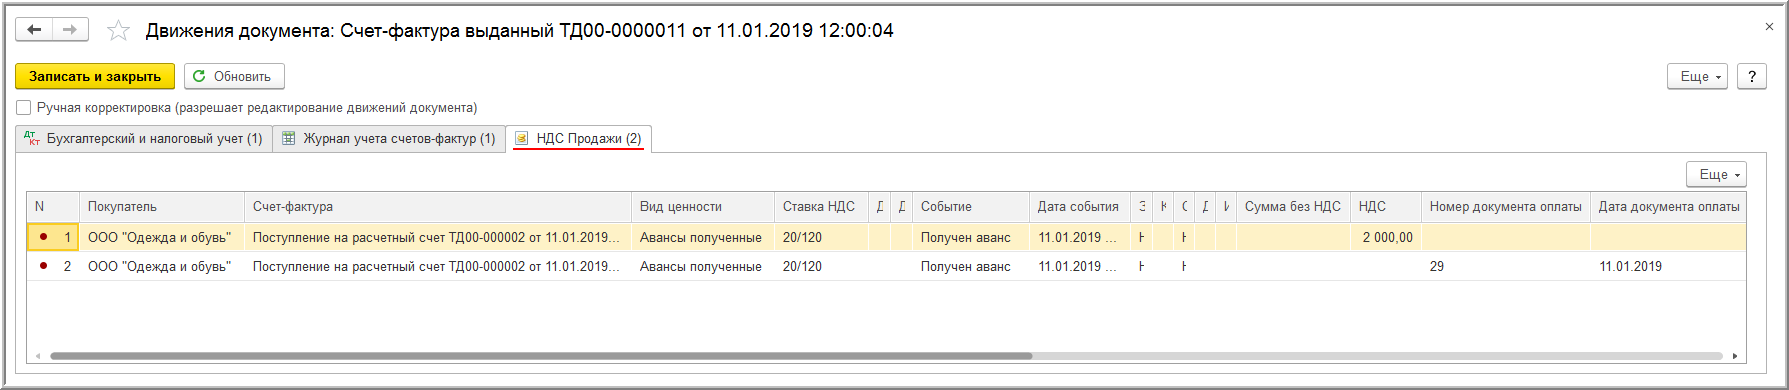 Движения документа: Счет-фактура выданный ТД00-0000011 от 11.01.2019 12:00:04
Записать и закрыть Обновить Еще ?
Ручная корректировка (разрешает редактирование движений документа)
Дт Кт Бухгалтерский и налоговый учет (1) Журнал учета счетов-фактур (1) НДС Продажи (2)
Еще
N Покупатель Счет-фактура Вид ценности Ставка НДС Д Д Событие Дата события З К С Д И Сумма без НДС НДС Номер документа оплаты Дата документа оплаты
1 ООО "Одежда и обувь" Поступление на расчетный счет ТД00-000002 от 11.01.2019... Авансы полученные 20/120 Получен аванс 11.01.2019 ... 2 000,00
2 ООО "Одежда и обувь" Поступление на расчетный счет ТД00-000002 от 11.01.2019... Авансы полученные 20/120 Получен аванс 11.01.2019 ... 29 11.01.2019